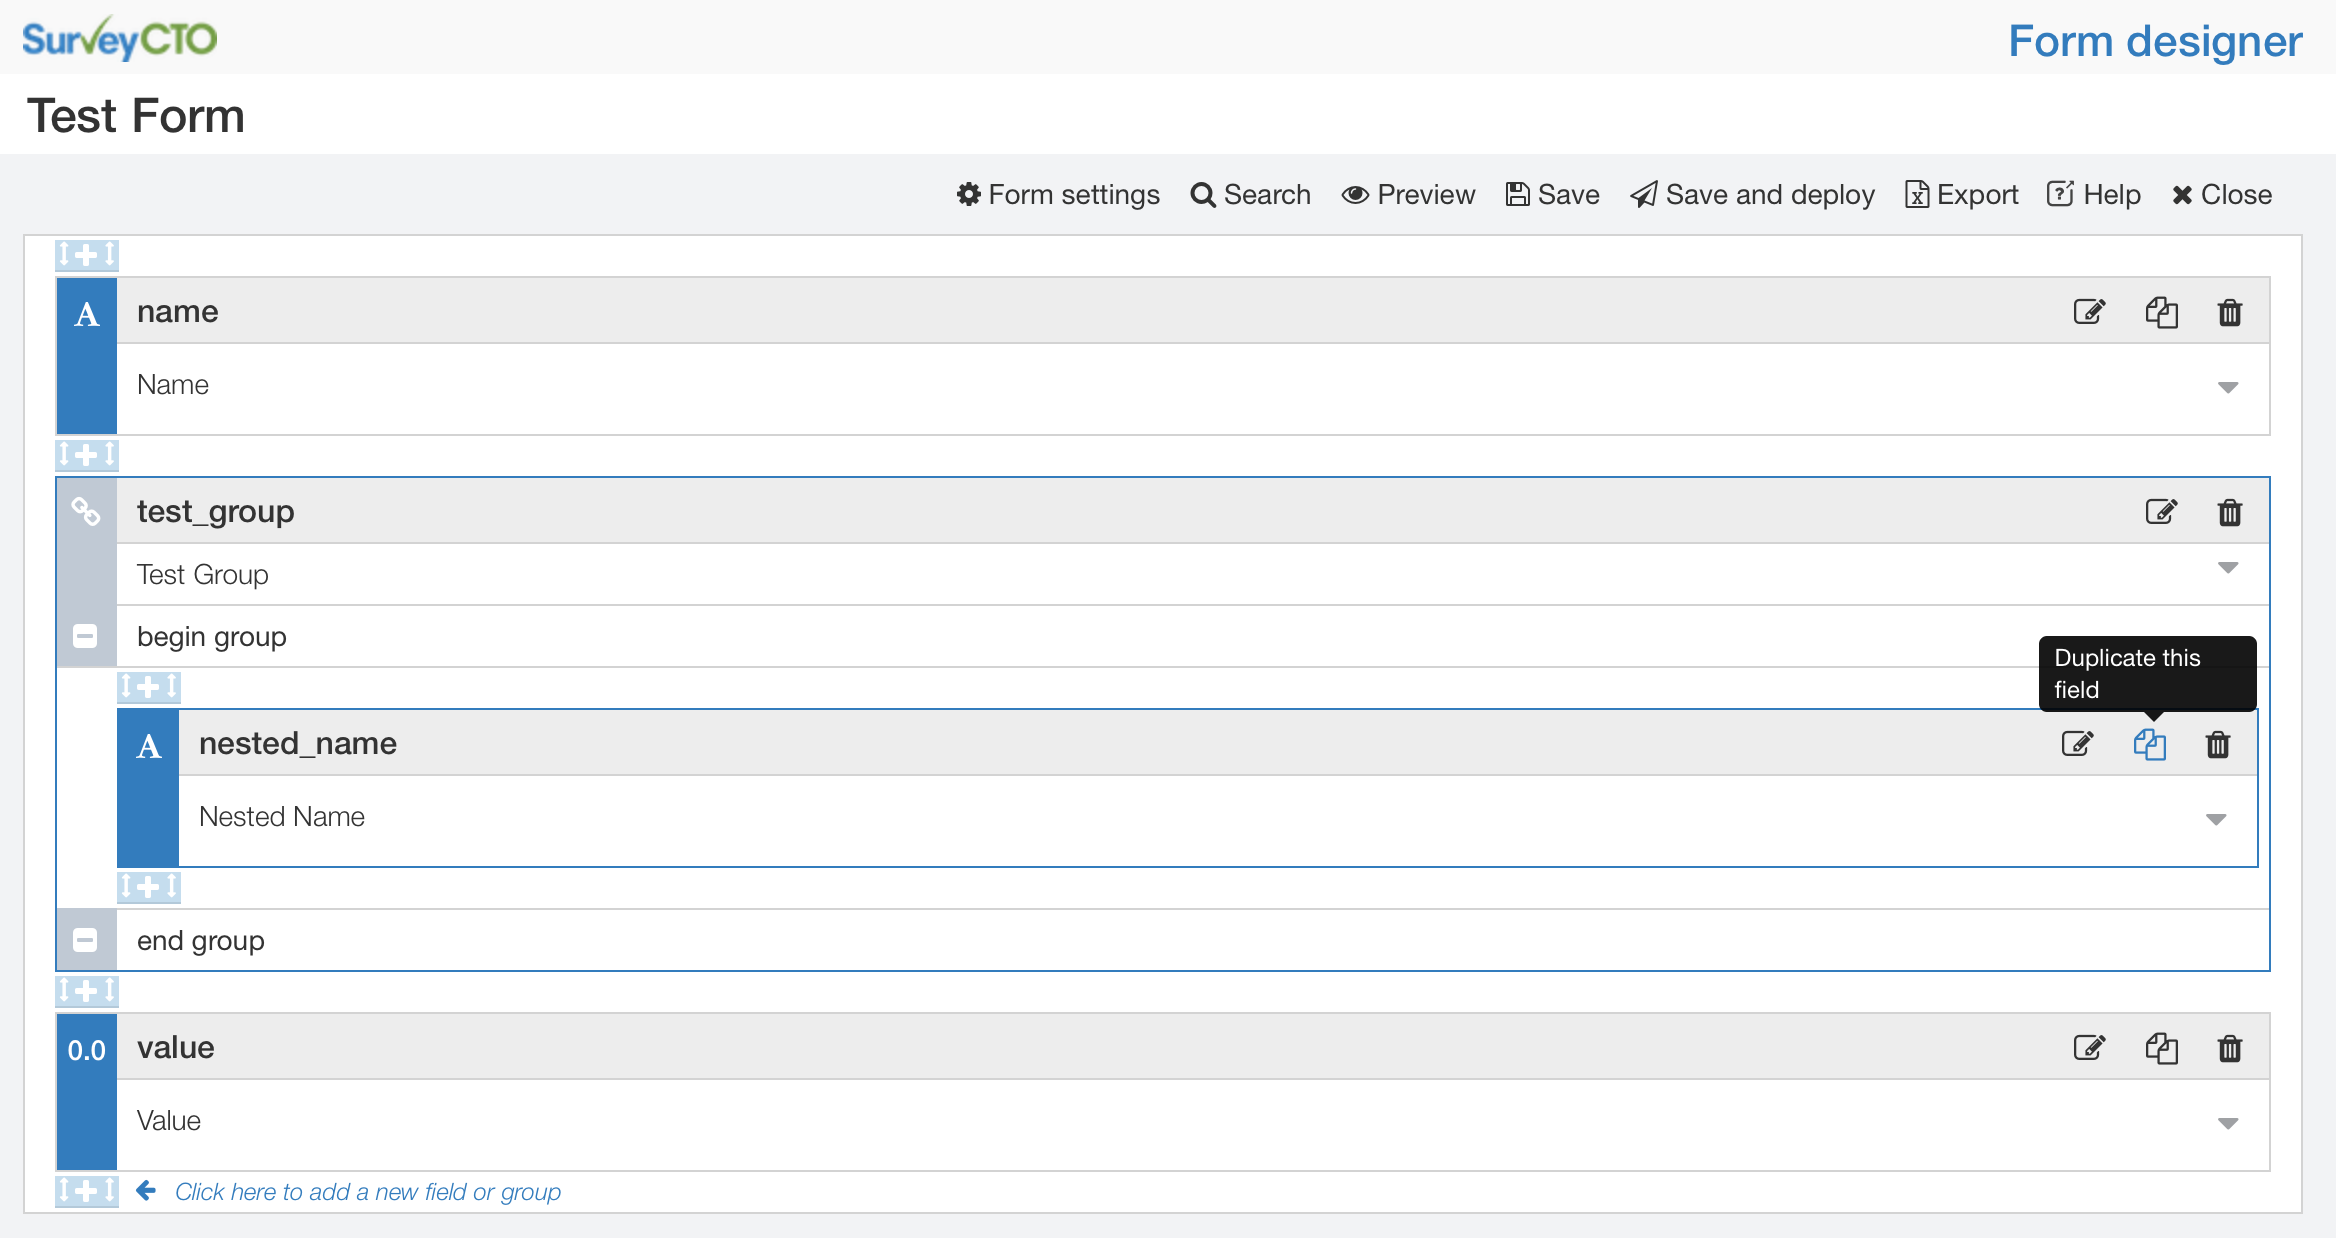 SurveyCTO
Form designer
Test Form
Form settings Search Preview Save Save and deploy Export Help Close
A name
Name
test_group
Test Group
begin group
Duplicate this
field
A nested_name
Nested Name
end group
0.0 value
Value
Click here to add a new field or group